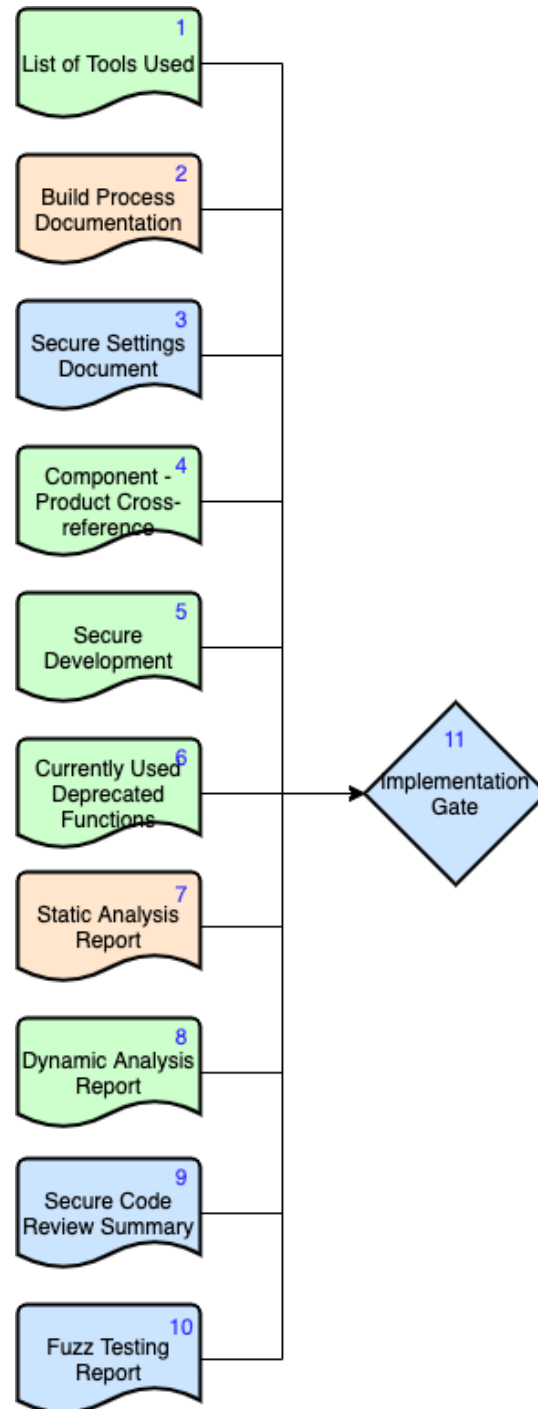 1
List of Tools Used
2
Build Process
Documentation
3
Secure Settings
Document
4
Component -
Product Cross-
reference
5
Secure
Development
6
Currently Used
Deprecated
Functions
7
Static Analysis
Report
8
Dynamic Analysis
Report
9
Secure Code
Review Summary
10
Fuzz Testing
Report
11
Implementation
Gate